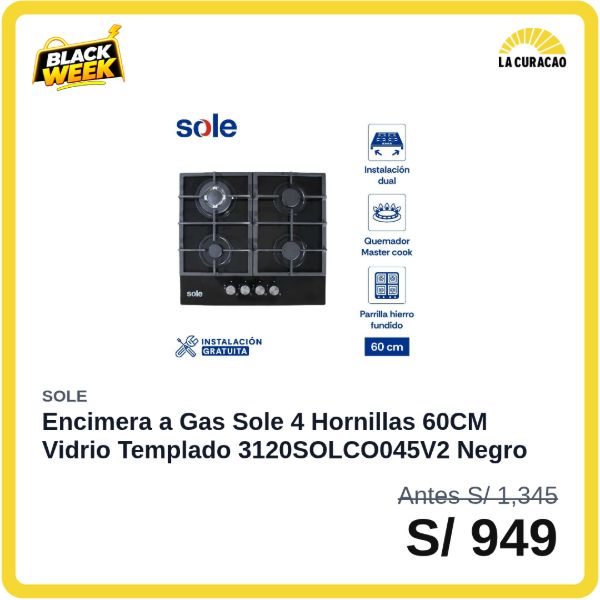 BLACK
WEEK
LA CURACAO
sole
Instalación
dual
Quemador
Master cook
Parrilla hierro
fundido
60 cm
sole
INSTALACIÓN
GRATUITA
SOLE
Encimera a Gas Sole 4 Hornillas 60CM
Vidrio Templado 3120SOLCO045V2 Negro
Antes S/ 1,345
S/ 949